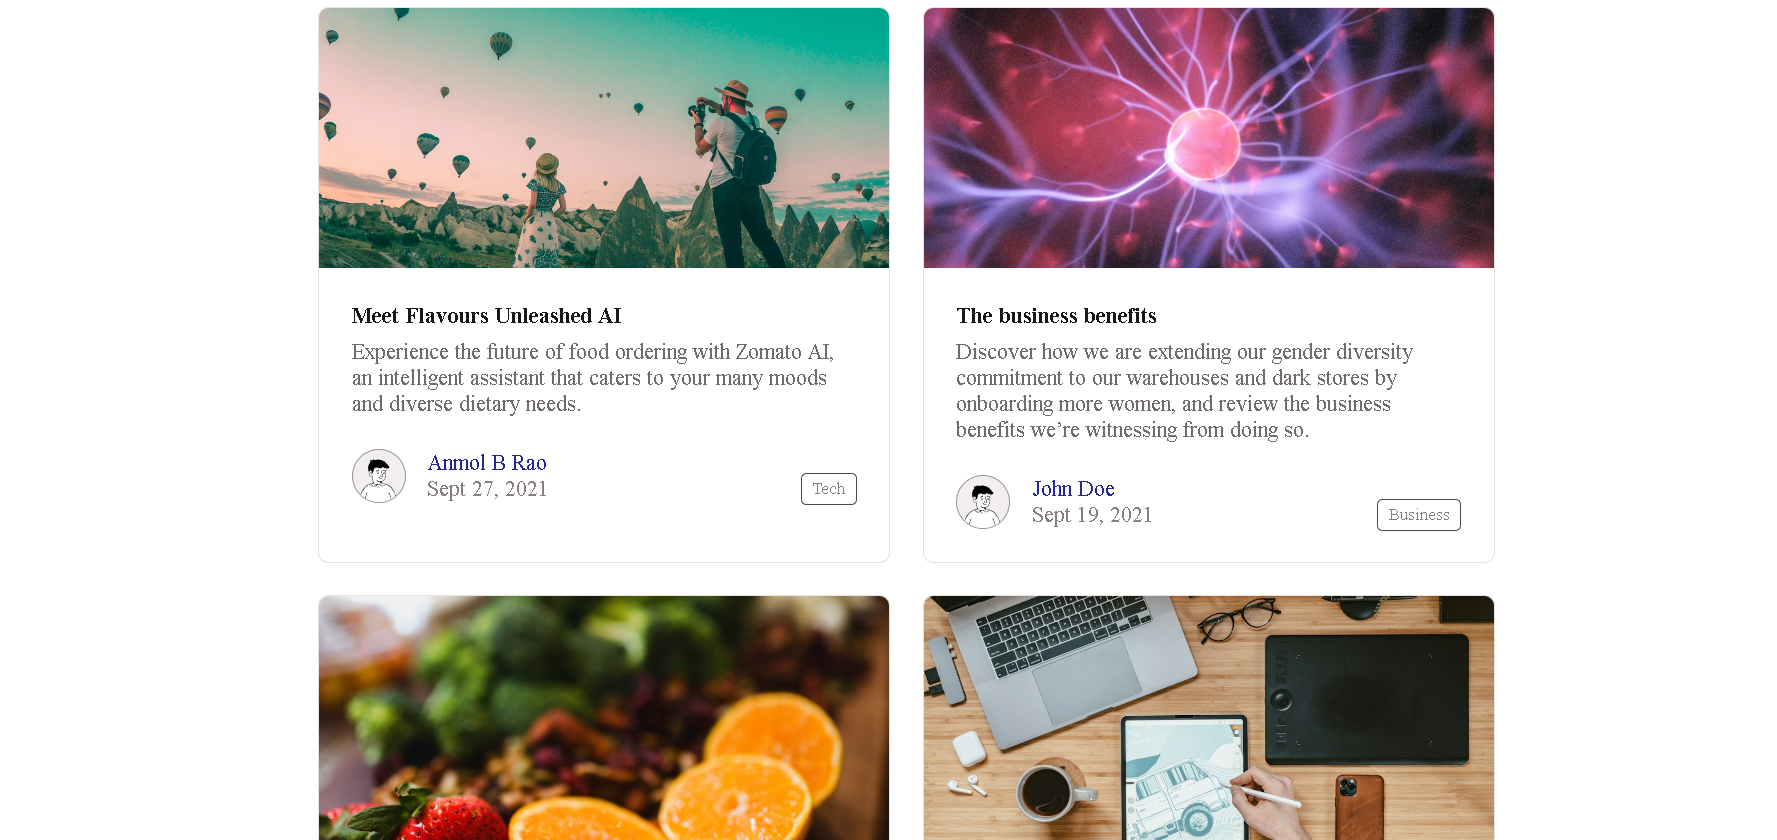 Meet Flavours Unleashed AI
Experience the future of food ordering with Zomato AI,
an intelligent assistant that caters to your many moods
and diverse dietary needs.
Anmol B Rao
Sept 27, 2021
Tech
The business benefits
Discover how we are extending our gender diversity
commitment to our warehouses and dark stores by
onboarding more women, and review the business
benefits we’re witnessing from doing so.
John Doe
Sept 19, 2021
Business